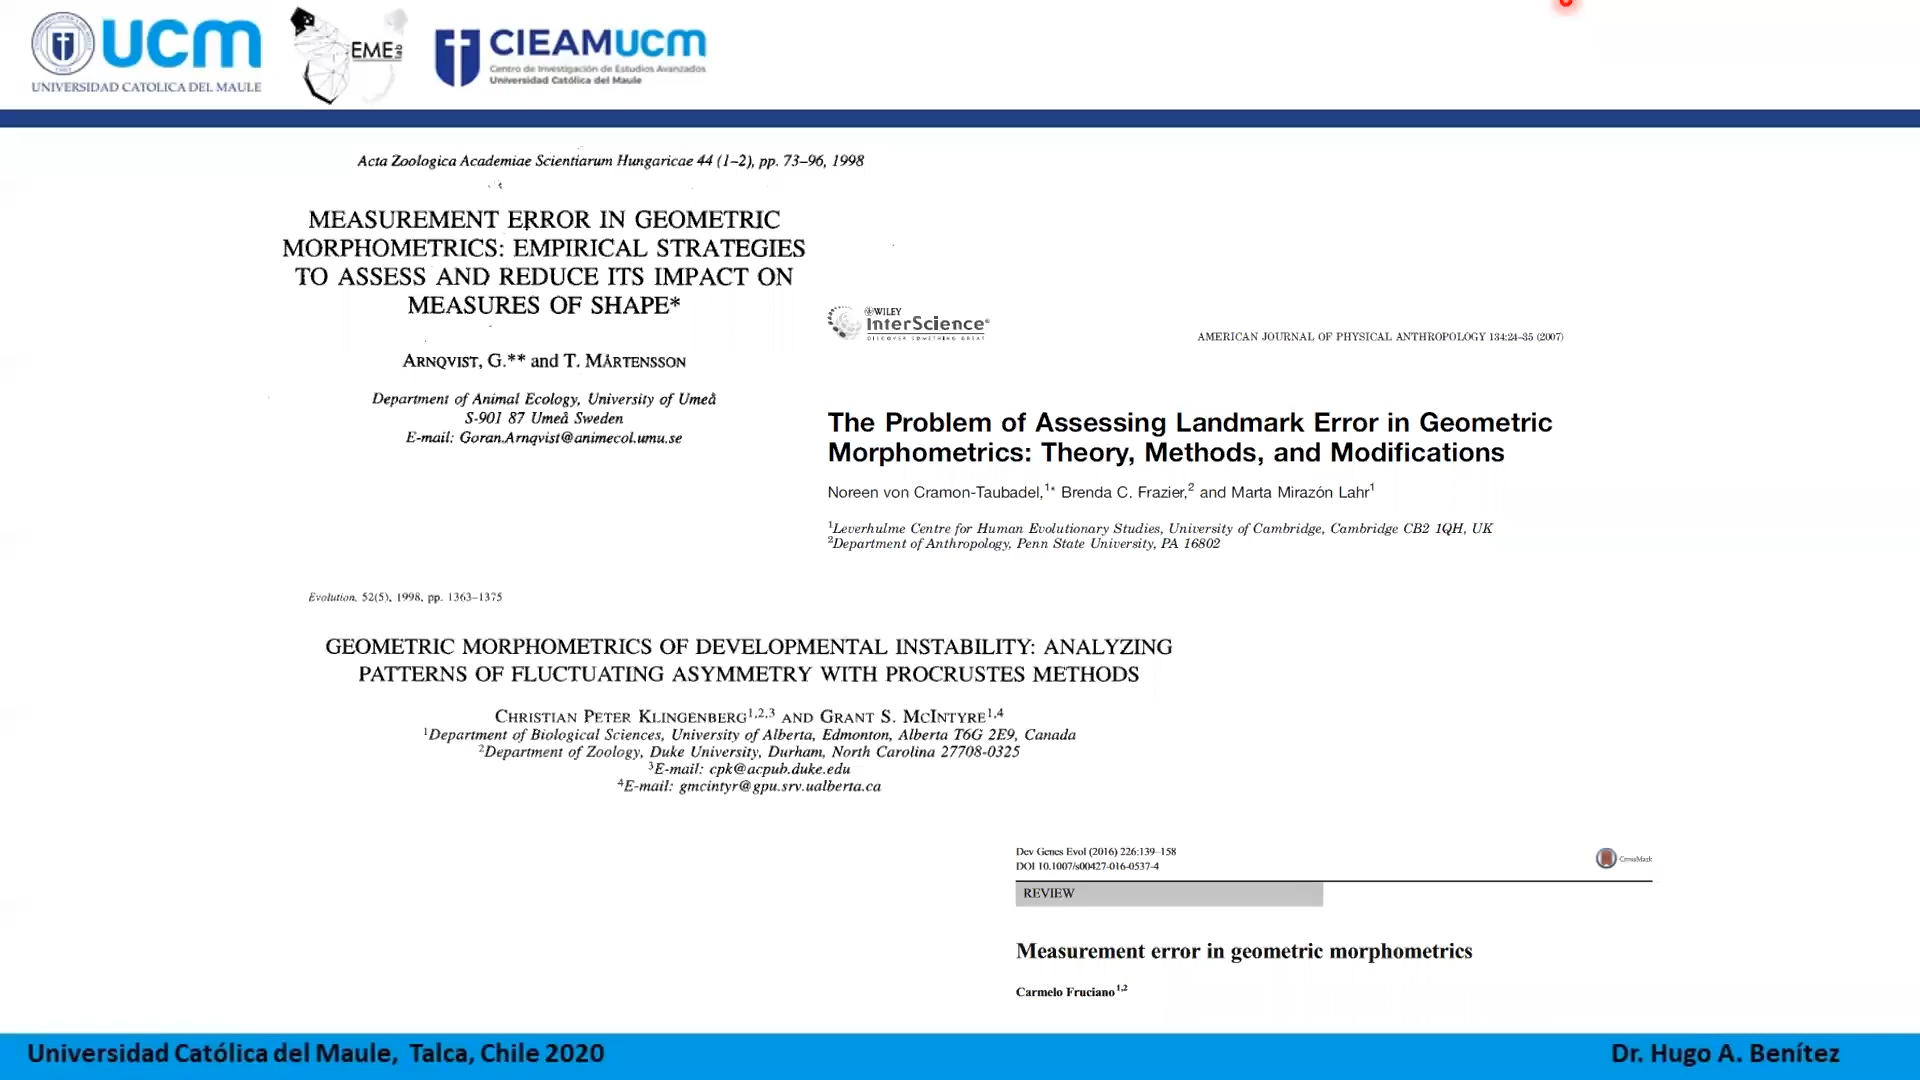 ucm
UNIVERSIDAD CATOLICA DEL MAULE
EME lab
CIEAMUCM
Centro de Investigación de Estudios Avanzados
Universidad Católica del Maule
Acta Zoologica Academiae Scientiarum Hungaricae 44 (1–2), pp. 73–96, 1998
MEASUREMENT ERROR IN GEOMETRIC
MORPHOMETRICS: EMPIRICAL STRATEGIES
TO ASSESS AND REDUCE ITS IMPACT ON
MEASURES OF SHAPE*
ARNQVIST, G.** and T. MÅRTENSSON
Department of Animal Ecology, University of Umeå
S-901 87 Umeå Sweden
E-mail: Goran.Arnqvist@animecol.umu.se
WILEY
InterScience®
DISCOVER SOMETHING GREAT
AMERICAN JOURNAL OF PHYSICAL ANTHROPOLOGY 134:24–35 (2007)
The Problem of Assessing Landmark Error in Geometric
Morphometrics: Theory, Methods, and Modifications
Noreen von Cramon-Taubadel,1* Brenda C. Frazier,2 and Marta Mirazón Lahr1
1Leverhulme Centre for Human Evolutionary Studies, University of Cambridge, Cambridge CB2 1QH, UK
2Department of Anthropology, Penn State University, PA 16802
Evolution, 52(5), 1998, pp. 1363–1375
GEOMETRIC MORPHOMETRICS OF DEVELOPMENTAL INSTABILITY: ANALYZING
PATTERNS OF FLUCTUATING ASYMMETRY WITH PROCRUSTES METHODS
CHRISTIAN PETER KLINGENBERG1,2,3 AND GRANT S. MCINTYRE1,4
1Department of Biological Sciences, University of Alberta, Edmonton, Alberta T6G 2E9, Canada
2Department of Zoology, Duke University, Durham, North Carolina 27708-0325
3E-mail: cpk@acpub.duke.edu
4E-mail: gmcintyr@gpu.srv.ualberta.ca
Dev Genes Evol (2016) 226:139–158
DOI 10.1007/s00427-016-0537-4
CrossMark
REVIEW
Measurement error in geometric morphometrics
Carmelo Fruciano1,2
Universidad Católica del Maule, Talca, Chile 2020
Dr. Hugo A. Benítez